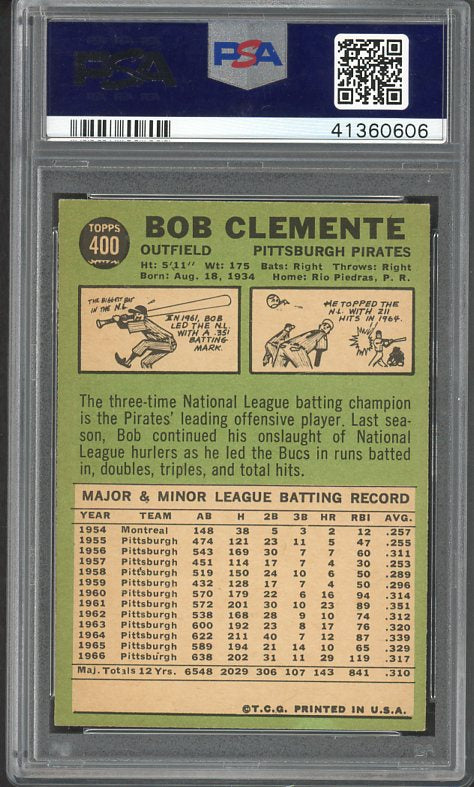 PSA
PSA
41360606
TOPPS
400
BOB CLEMENTE
OUTFIELD PITTSBURGH PIRATES
Ht: 5'11" Wt: 175 Bats: Right Throws: Right
Born: Aug. 18, 1934 Home: Rio Piedras, P. R.
THE BIGGEST BAT
IN THE N.L.
IN 1961, BOB
LED THE N.L.
WITH A .351
BATTING
MARK.
HE TOPPED THE
N.L. WITH 211
HITS IN 1964.
The three-time National League batting champion
is the Pirates' leading offensive player. Last sea-
son, Bob continued his onslaught of National
League hurlers as he led the Bucs in runs batted
in, doubles, triples, and total hits.
MAJOR & MINOR LEAGUE BATTING RECORD
YEAR TEAM AB H 2B 3B HR RBI AVG.
1954 Montreal 148 38 5 3 2 12 .257
1955 Pittsburgh 474 121 23 11 5 47 .255
1956 Pittsburgh 543 169 30 7 7 60 .311
1957 Pittsburgh 451 114 17 7 4 30 .253
1958 Pittsburgh 519 150 24 10 6 50 .289
1959 Pittsburgh 432 128 17 7 4 50 .296
1960 Pittsburgh 570 179 22 6 16 94 .314
1961 Pittsburgh 572 201 30 10 23 89 .351
1962 Pittsburgh 538 168 28 9 10 74 .312
1963 Pittsburgh 600 192 23 8 17 76 .320
1964 Pittsburgh 622 211 40 7 12 87 .339
1965 Pittsburgh 589 194 21 14 10 65 .329
1966 Pittsburgh 638 202 31 11 29 119 .317
Maj. Totals 12 Yrs. 6548 2029 306 107 143 841 .310
©T.C.G. PRINTED IN U.S.A.